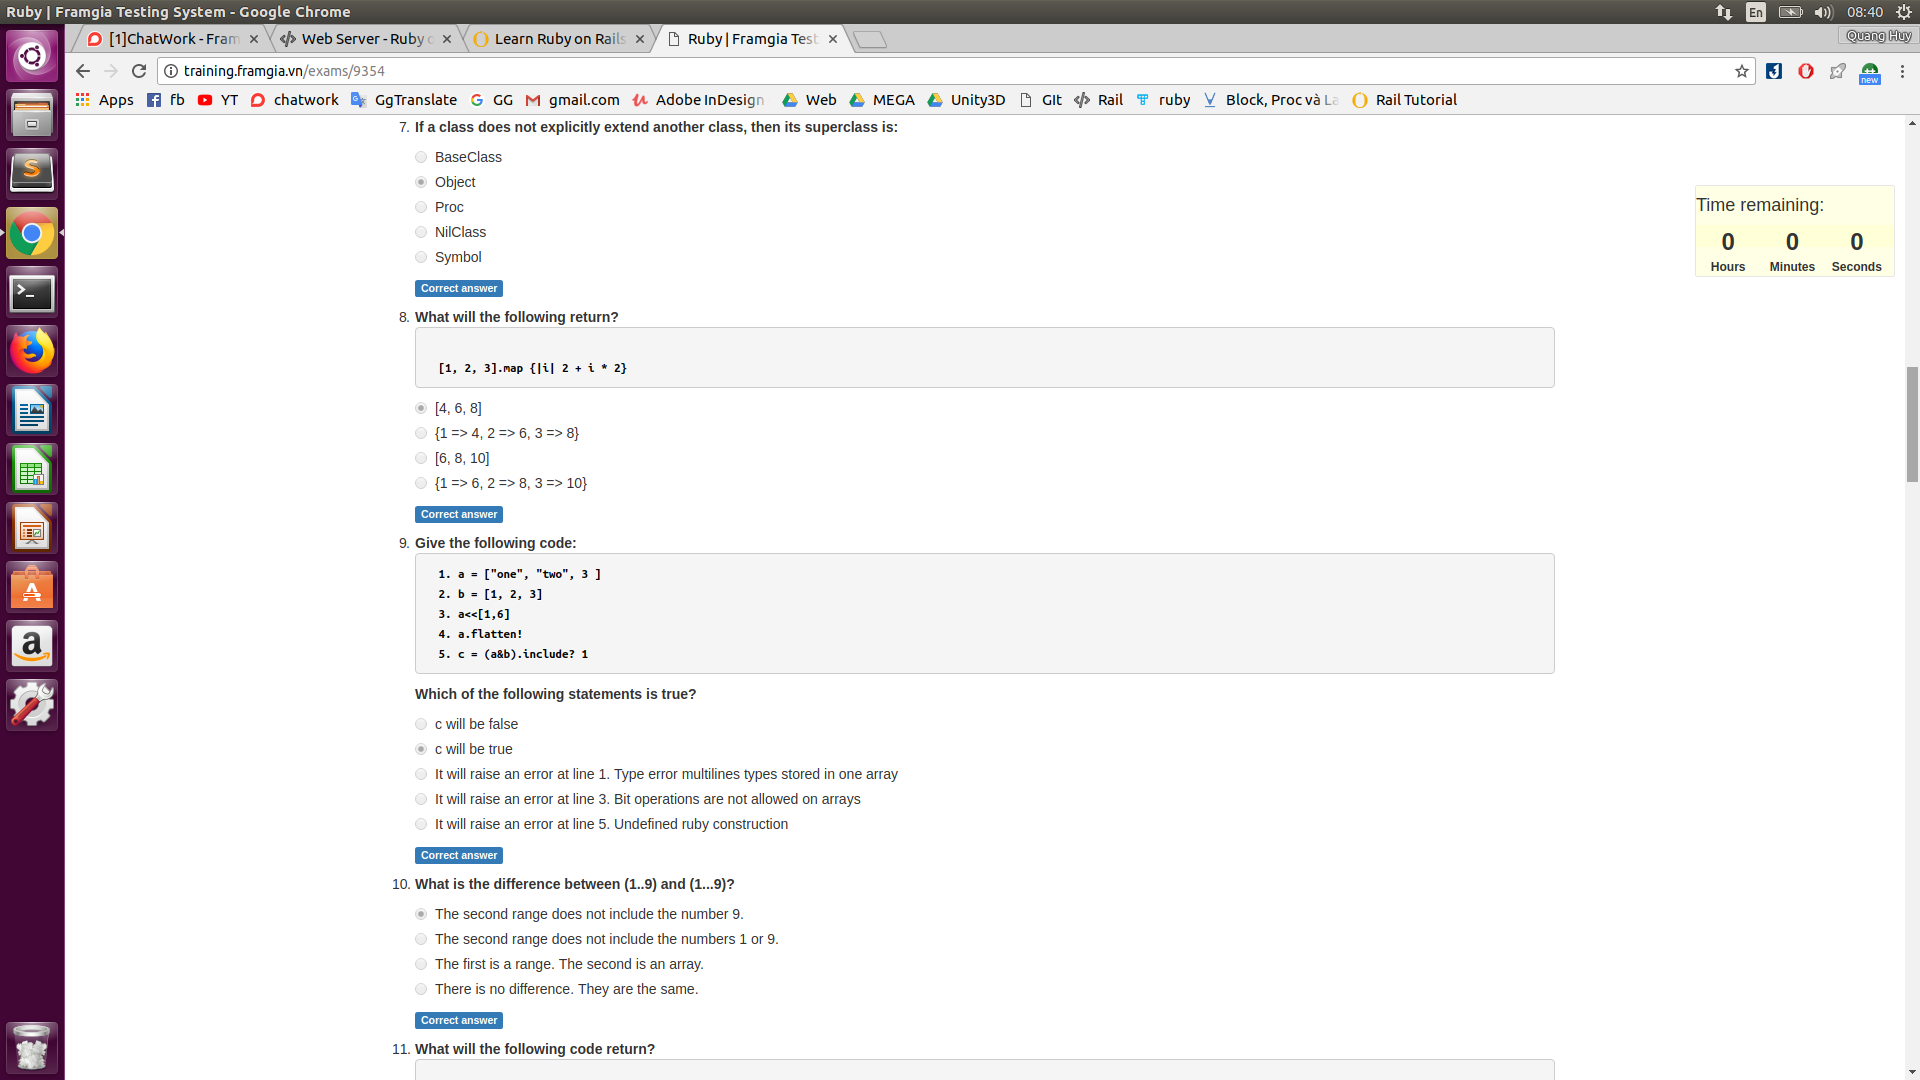 Ruby | Framgia Testing System - Google Chrome
En
08:40
[1]ChatWork - Fram
Web Server - Ruby
Learn Ruby on Rails
Ruby | Framgia Test
Quang Huy
training.framgia.vn/exams/9354
new
Apps
fb
YT
chatwork
GgTranslate
GG
gmail.com
Adobe InDesign
Web
MEGA
Unity3D
GIt
Rail
ruby
Block, Proc và La
Rail Tutorial
7. If a class does not explicitly extend another class, then its superclass is:
BaseClass
Object
Proc
NilClass
Symbol
Correct answer
Time remaining:
0 0 0
Hours Minutes Seconds
8. What will the following return?
[1, 2, 3].map {|i| 2 + i * 2}
[4, 6, 8]
{1 => 4, 2 => 6, 3 => 8}
[6, 8, 10]
{1 => 6, 2 => 8, 3 => 10}
Correct answer
9. Give the following code:
1. a = ["one", "two", 3 ]
2. b = [1, 2, 3]
3. a<<[1,6]
4. a.flatten!
5. c = (a&b).include? 1
Which of the following statements is true?
c will be false
c will be true
It will raise an error at line 1. Type error multilines types stored in one array
It will raise an error at line 3. Bit operations are not allowed on arrays
It will raise an error at line 5. Undefined ruby construction
Correct answer
10. What is the difference between (1..9) and (1...9)?
The second range does not include the number 9.
The second range does not include the numbers 1 or 9.
The first is a range. The second is an array.
There is no difference. They are the same.
Correct answer
11. What will the following code return?